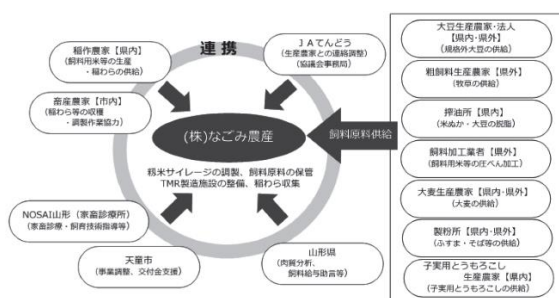 連携
稲作農家【県内】
(飼料用米等の生産
・稲わらの供給)
JAてんどう
(生産農家との連絡調整)
(協議会事務局)
畜産農家【市内】
(稲わら等の収穫
・調製作業協力)
(株)なごみ農産
籾米サイレージの調製、飼料原料の保管
TMR製造施設の整備、稲わら収集
NOSAI山形(家畜診療所)
(家畜診療・飼育技術指導等)
天童市
(事業調整、交付金支援)
山形県
(肉質分析、
飼料給与助言等)
飼料原料供給
大豆生産農家・法人
【県内・県外】
(規格外大豆の供給)
粗飼料生産農家【県外】
(牧草の供給)
搾油所【県内】
(米ぬか・大豆の脱脂)
飼料加工業者【県外】
(飼料用米等の圧ぺん加工)
大麦生産農家【県内・県外】
(大麦の供給)
製粉所【県内・県外】
(ふすま・そば等の供給)
子実用とうもろこし
生産農家【県内】
(子実用とうもろこしの供給)